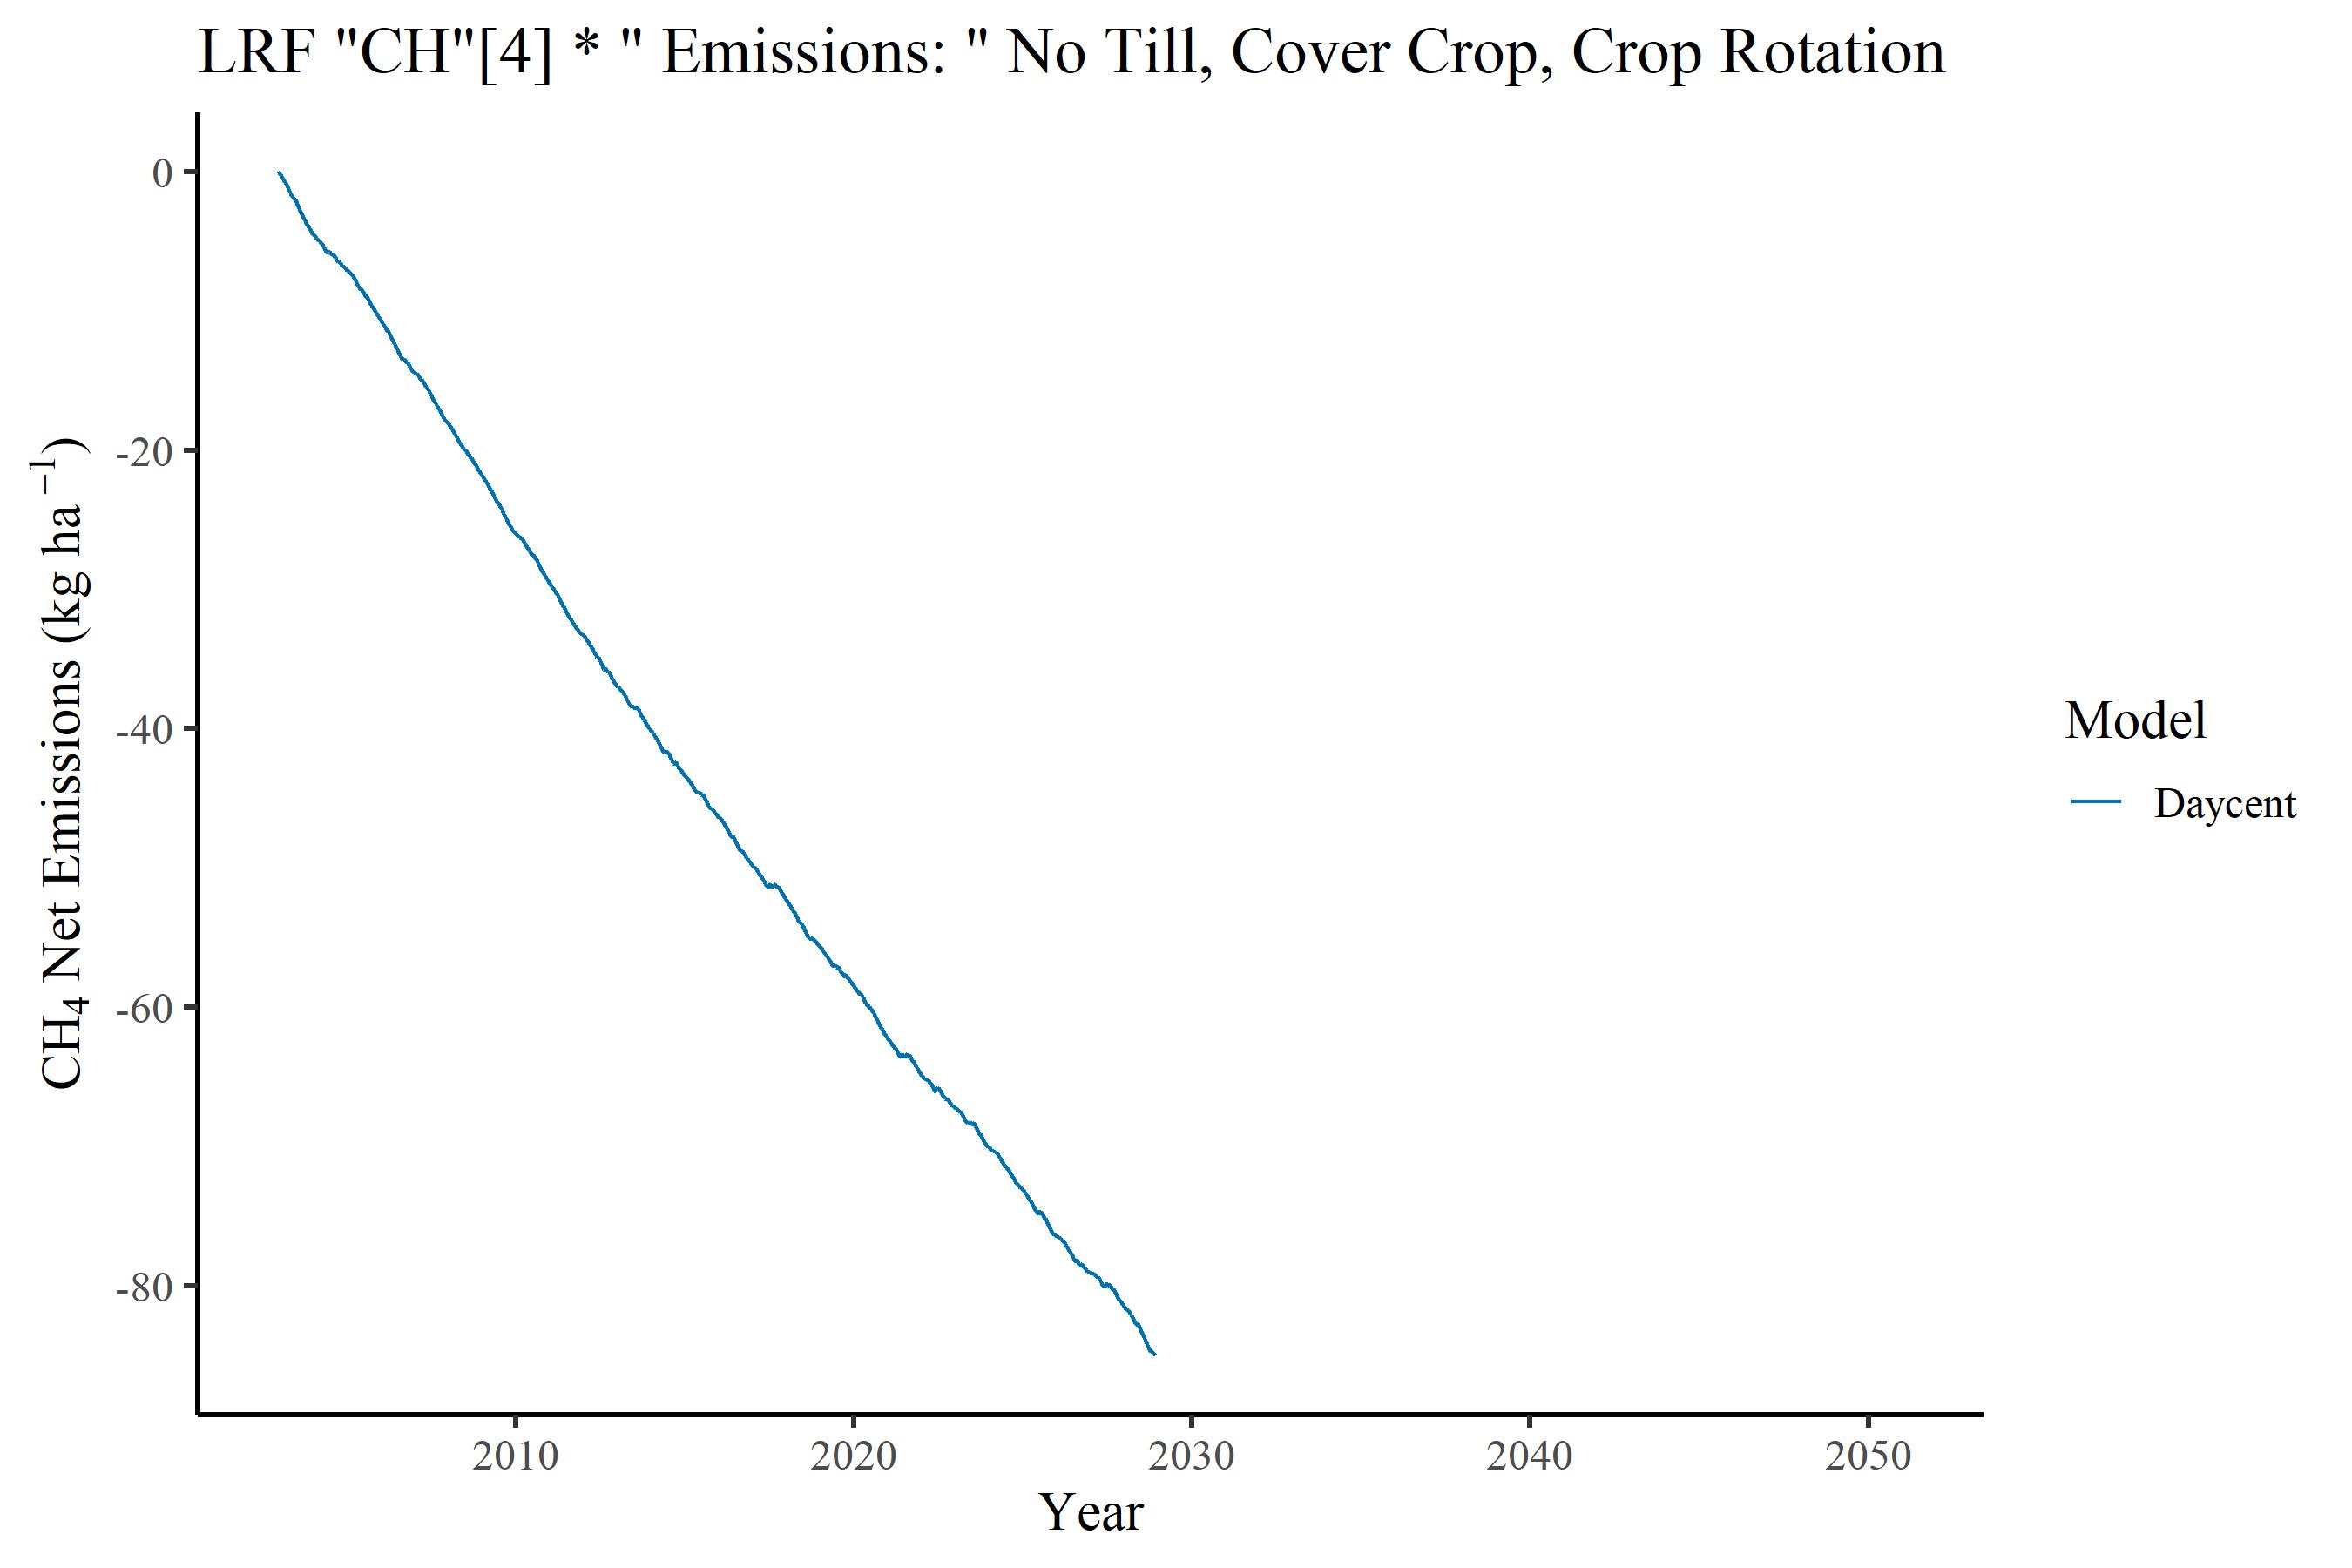 LRF "CH"[4] * " Emissions: " No Till, Cover Crop, Crop Rotation
CH₄ Net Emissions (kg ha ⁻¹)
0
-20
-40
-60
-80
2010 2020 2030 2040 2050
Year
Model
Daycent